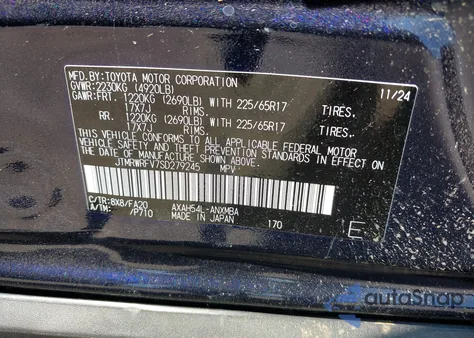 MFD.BY:TOYOTA MOTOR CORPORATION 11/24
GVWR: 2230KG (4920LB)
GAWR:FRT. 1220KG (2690LB) WITH 225/65R17 TIRES,
17X7J RIMS.
RR. 1220KG (2690LB) WITH 225/65R17 TIRES,
17X7J RIMS.
THIS VEHICLE CONFORMS TO ALL APPLICABLE FEDERAL MOTOR
VEHICLE SAFETY AND THEFT PREVENTION STANDARDS IN
EFFECT ON THE DATE OF MANUFACTURE SHOWN ABOVE.
JTMRWRFV7SD279245 MPV
C/TR:8X8/FA20 AXAH54L-ANXMBA
A/TM: /P710 MADE IN JAPAN 170 E
autoSnap